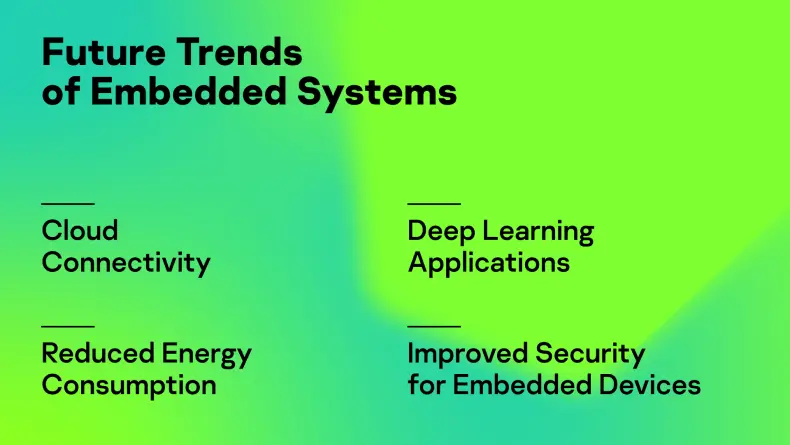 Future Trends
of Embedded Systems
Cloud
Connectivity
Deep Learning
Applications
Reduced Energy
Consumption
Improved Security
for Embedded Devices